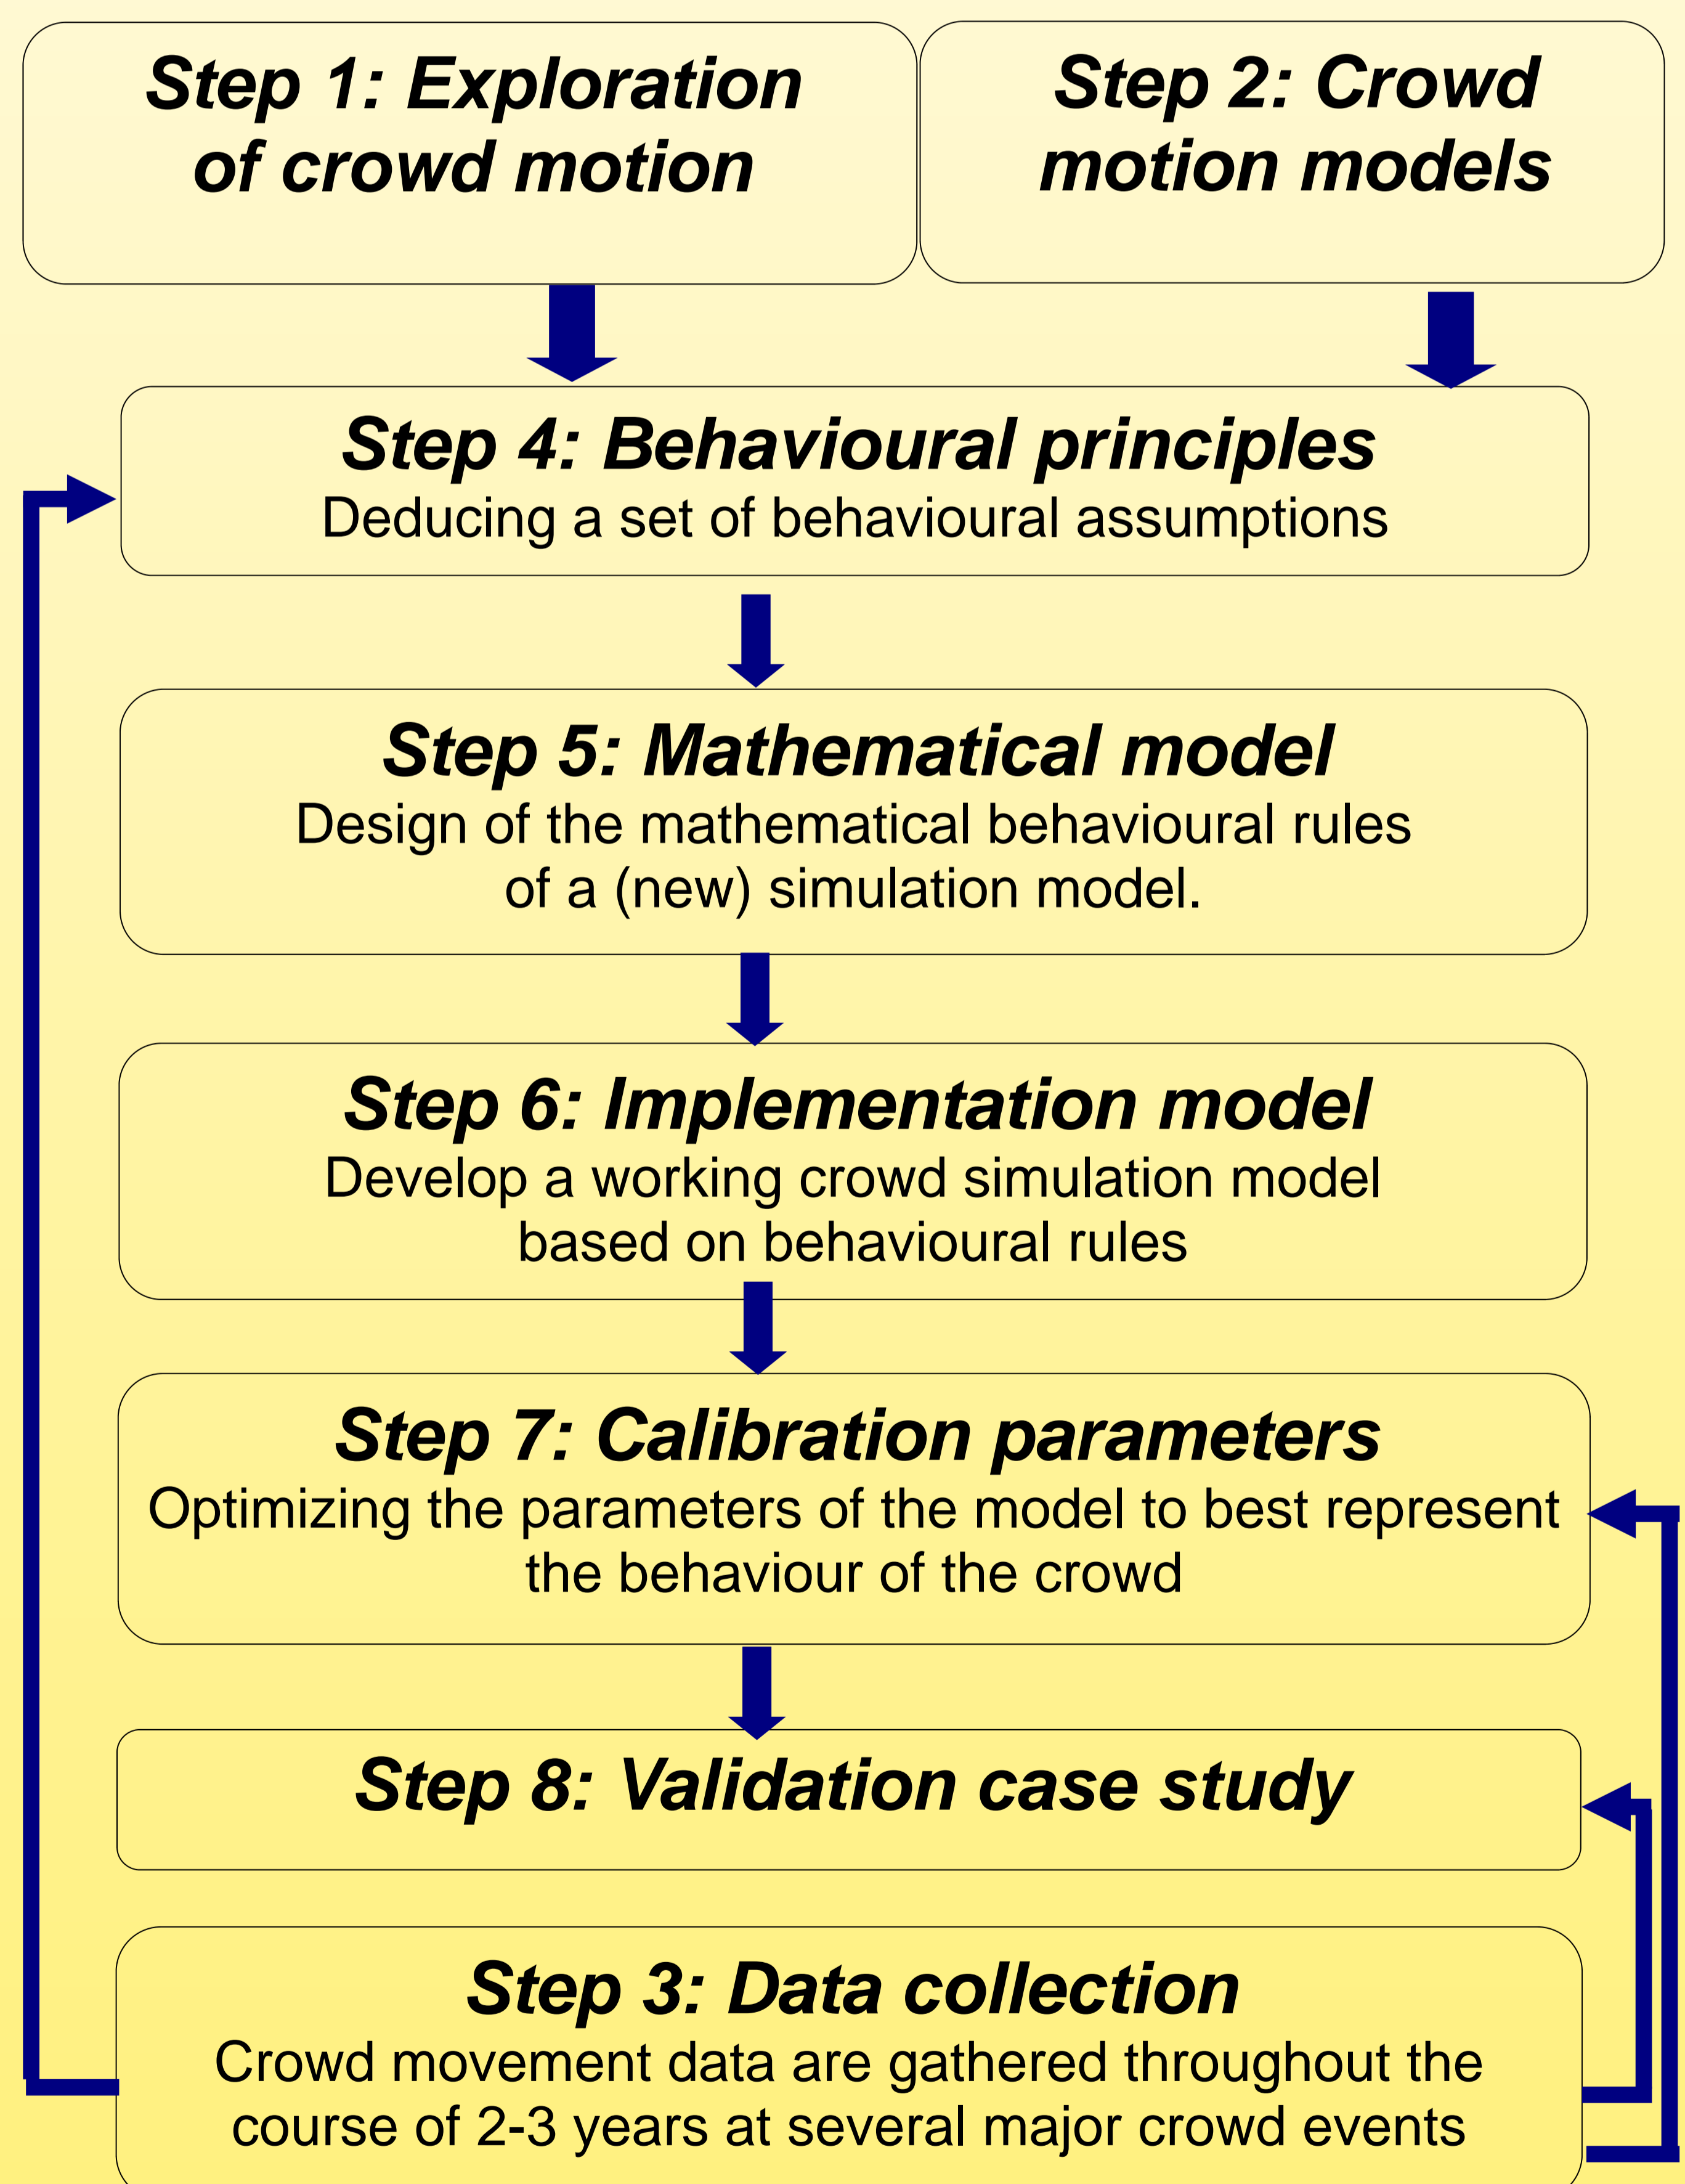 Step 1: Exploration
of crowd motion
Step 2: Crowd
motion models
Step 4: Behavioural principles
Deducing a set of behavioural assumptions
Step 5: Mathematical model
Design of the mathematical behavioural rules
of a (new) simulation model.
Step 6: Implementation model
Develop a working crowd simulation model
based on behavioural rules
Step 7: Calibration parameters
Optimizing the parameters of the model to best represent
the behaviour of the crowd
Step 8: Validation case study
Step 3: Data collection
Crowd movement data are gathered throughout the
course of 2-3 years at several major crowd events